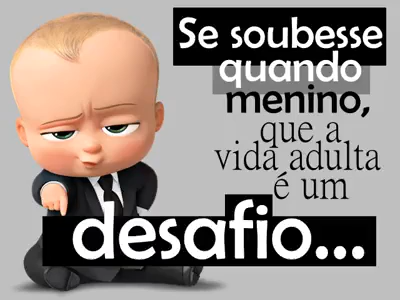 Se soubesse
quando
menino,
que a
vida adulta
é um
desafio...